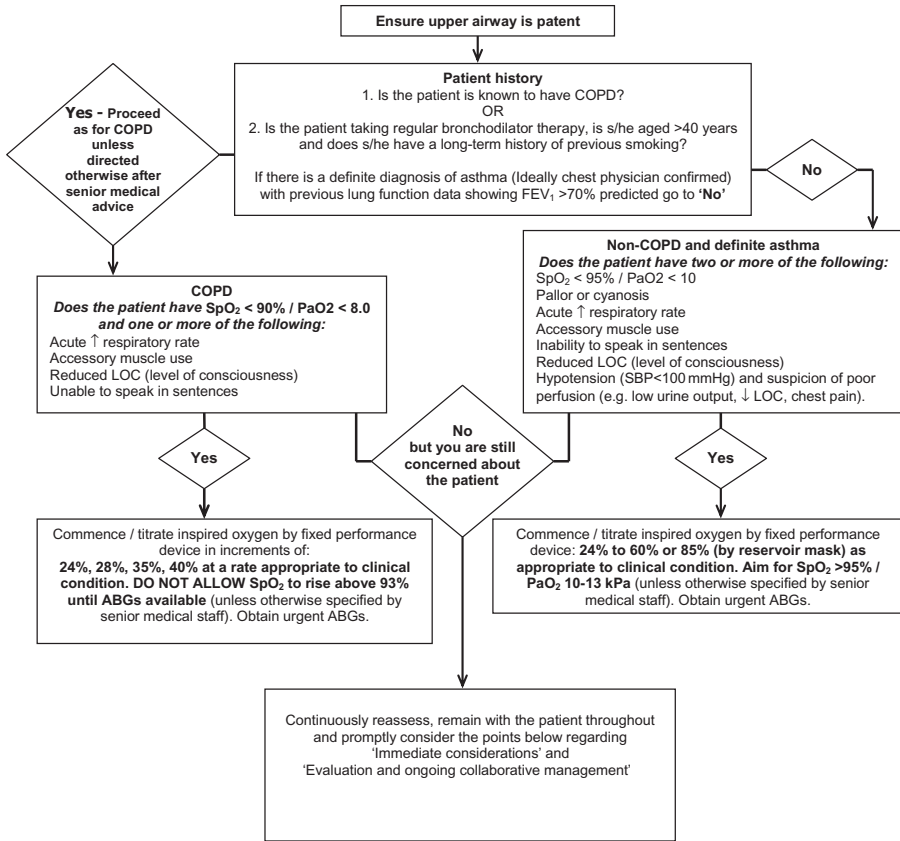 Ensure upper airway is patent
Patient history
1. Is the patient is known to have COPD?
OR
2. Is the patient taking regular bronchodilator therapy, is s/he aged >40 years
and does s/he have a long-term history of previous smoking?
If there is a definite diagnosis of asthma (Ideally chest physician confirmed)
with previous lung function data showing FEV₁ >70% predicted go to ‘No’
Yes - Proceed
as for COPD
unless
directed
otherwise after
senior medical
advice
No
COPD
Does the patient have SpO₂ < 90% / PaO2 < 8.0
and one or more of the following:
Acute ↑ respiratory rate
Accessory muscle use
Reduced LOC (level of consciousness)
Unable to speak in sentences
Non-COPD and definite asthma
Does the patient have two or more of the following:
SpO₂ < 95% / PaO2 < 10
Pallor or cyanosis
Acute ↑ respiratory rate
Accessory muscle use
Inability to speak in sentences
Reduced LOC (level of consciousness)
Hypotension (SBP<100 mmHg) and suspicion of poor
perfusion (e.g. low urine output, ↓ LOC, chest pain).
Yes
No
but you are still
concerned about
the patient
Yes
Commence / titrate inspired oxygen by fixed performance
device in increments of:
24%, 28%, 35%, 40% at a rate appropriate to clinical
condition. DO NOT ALLOW SpO₂ to rise above 93%
until ABGs available (unless otherwise specified by
senior medical staff). Obtain urgent ABGs.
Commence / titrate inspired oxygen by fixed performance
device: 24% to 60% or 85% (by reservoir mask) as
appropriate to clinical condition. Aim for SpO₂ >95% /
PaO₂ 10-13 kPa (unless otherwise specified by senior
medical staff). Obtain urgent ABGs.
Continuously reassess, remain with the patient throughout
and promptly consider the points below regarding
‘Immediate considerations’ and
‘Evaluation and ongoing collaborative management’